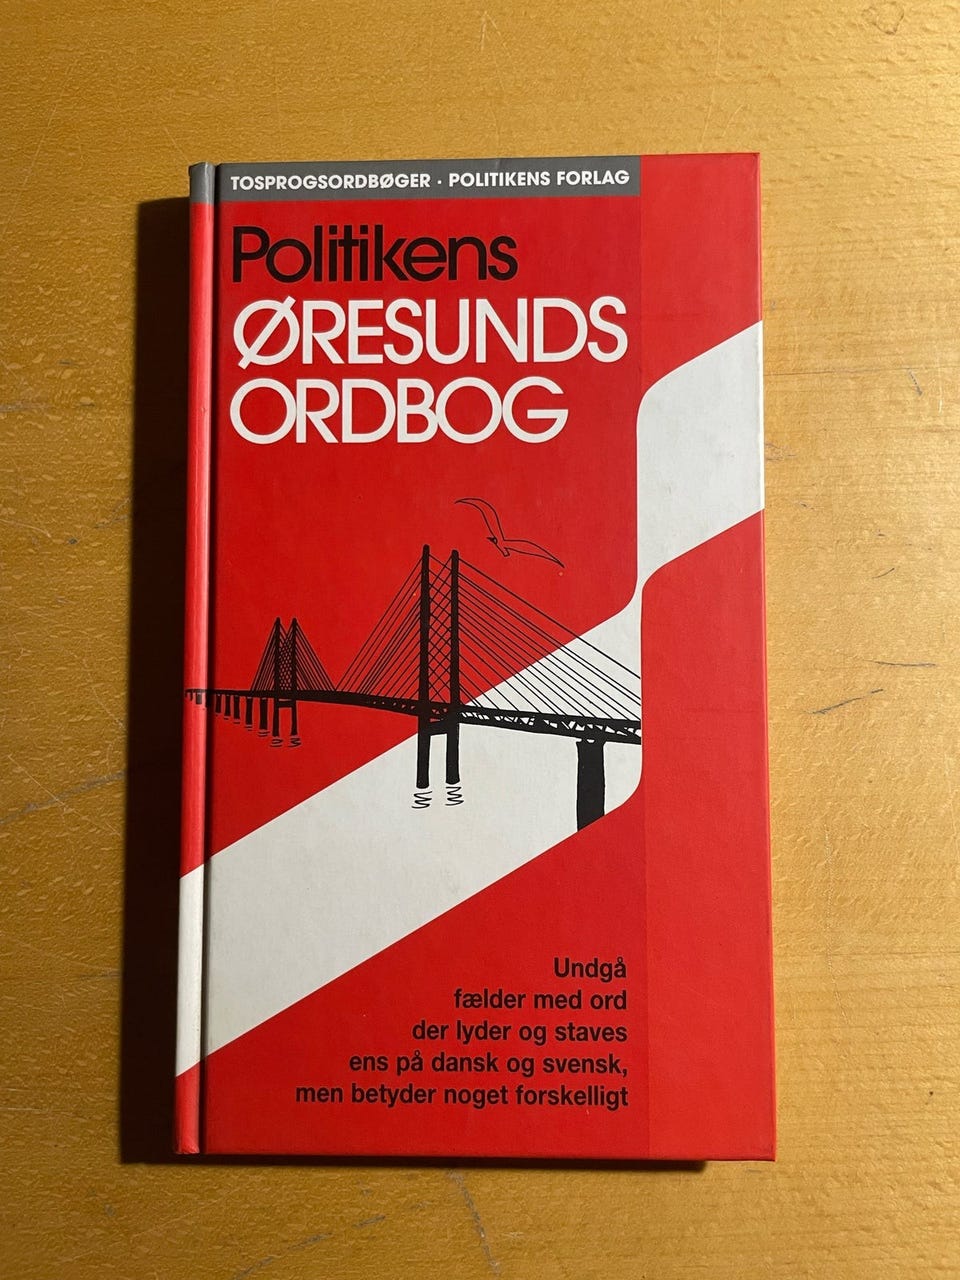 TOSPROGSORDBØGER · POLITIKENS FORLAG
Politikens
ØRESUNDS
ORDBOG
Undgå
fælder med ord
der lyder og staves
ens på dansk og svensk,
men betyder noget forskelligt